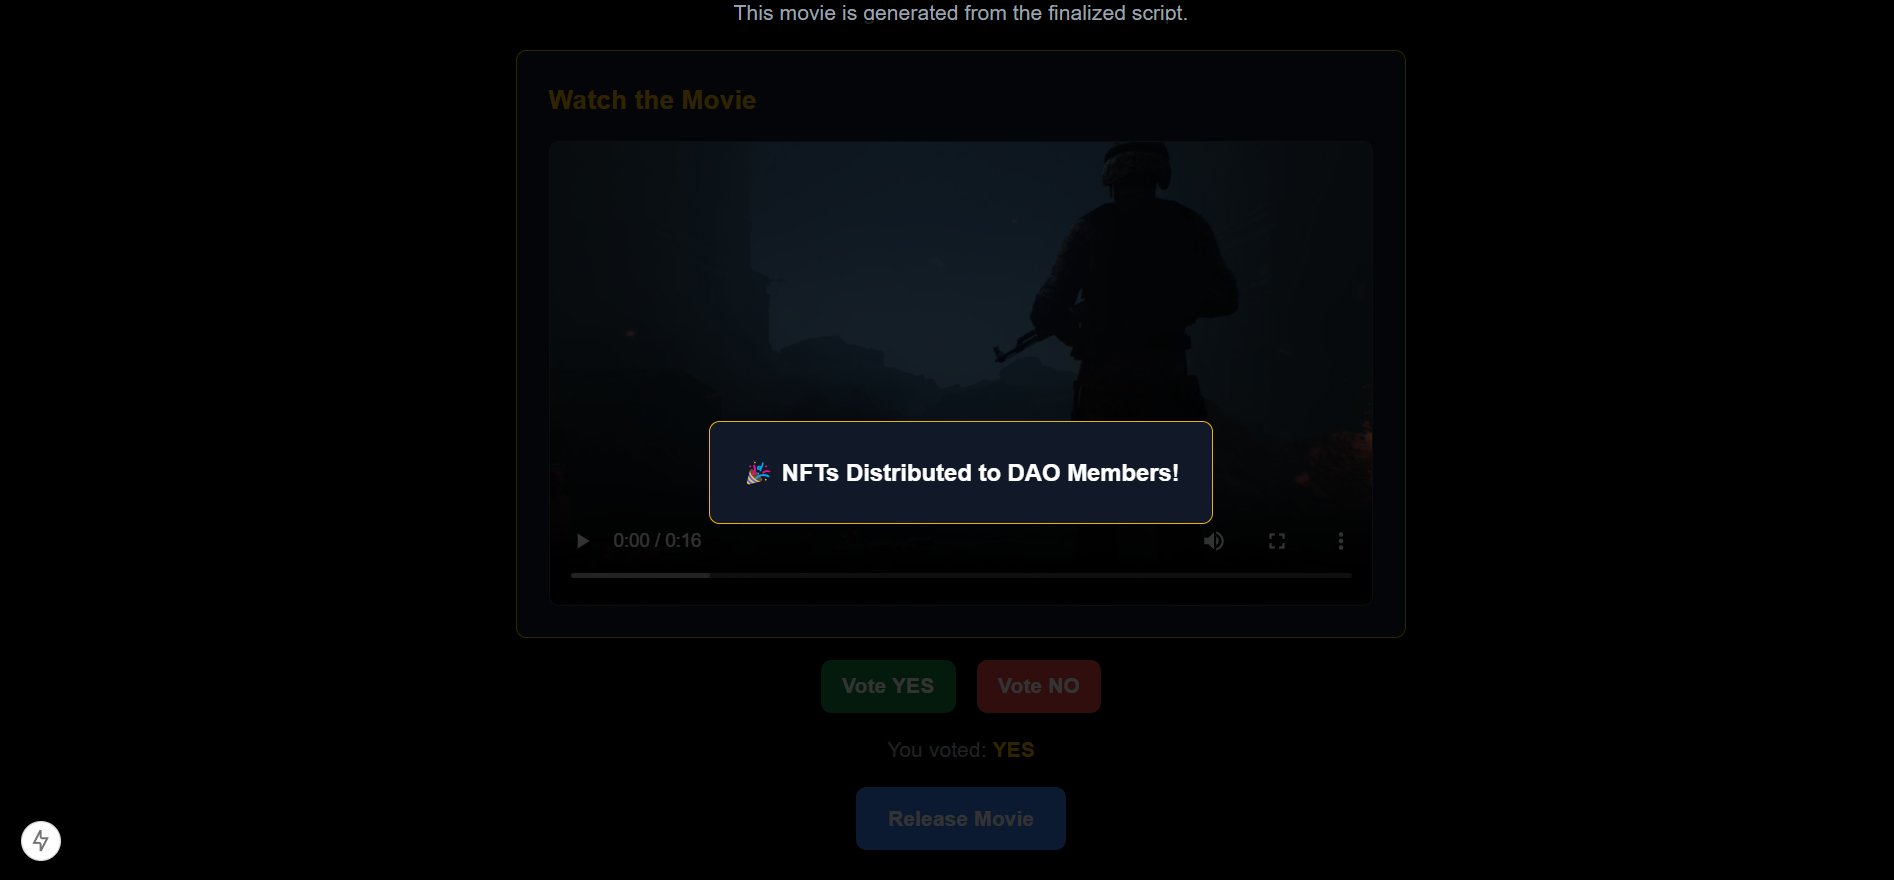 This movie is generated from the finalized script.
Watch the Movie
🎉 NFTs Distributed to DAO Members!
0:00 / 0:16
Vote YES
Vote NO
You voted: YES
Release Movie